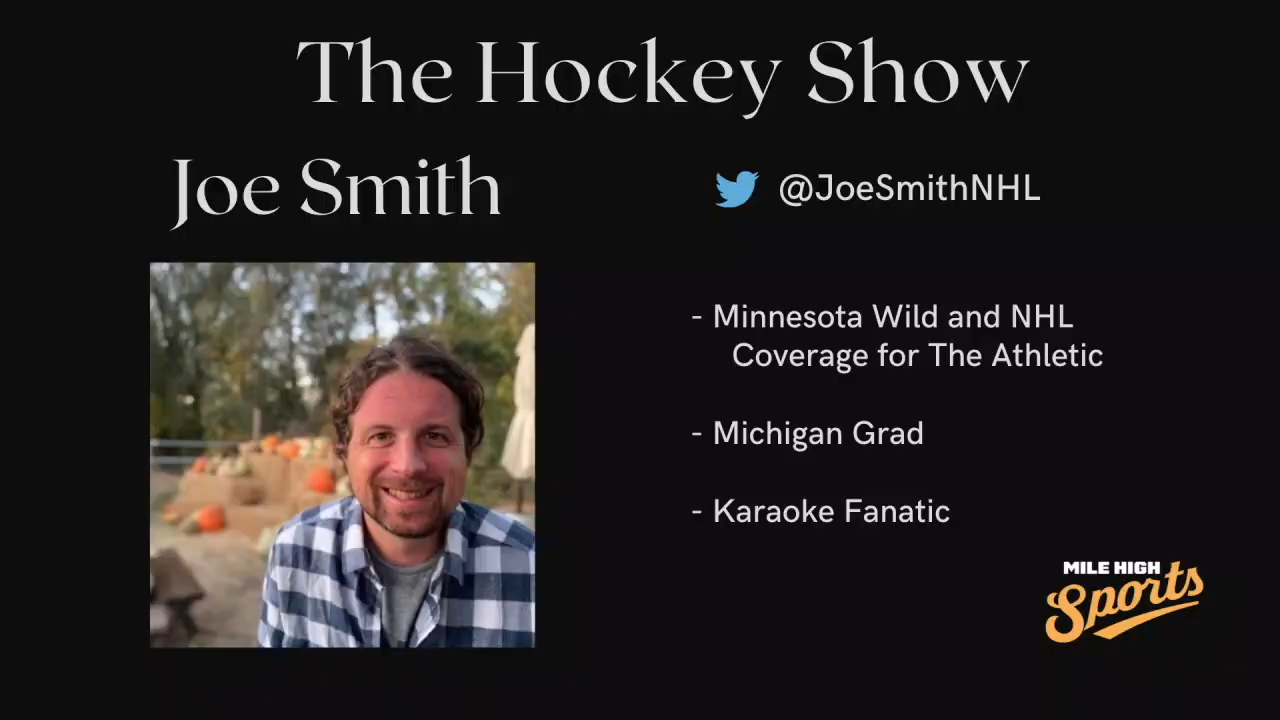 The Hockey Show
Joe Smith
@JoeSmithNHL
- Minnesota Wild and NHL
Coverage for The Athletic
- Michigan Grad
- Karaoke Fanatic
MILE HIGH
Sports